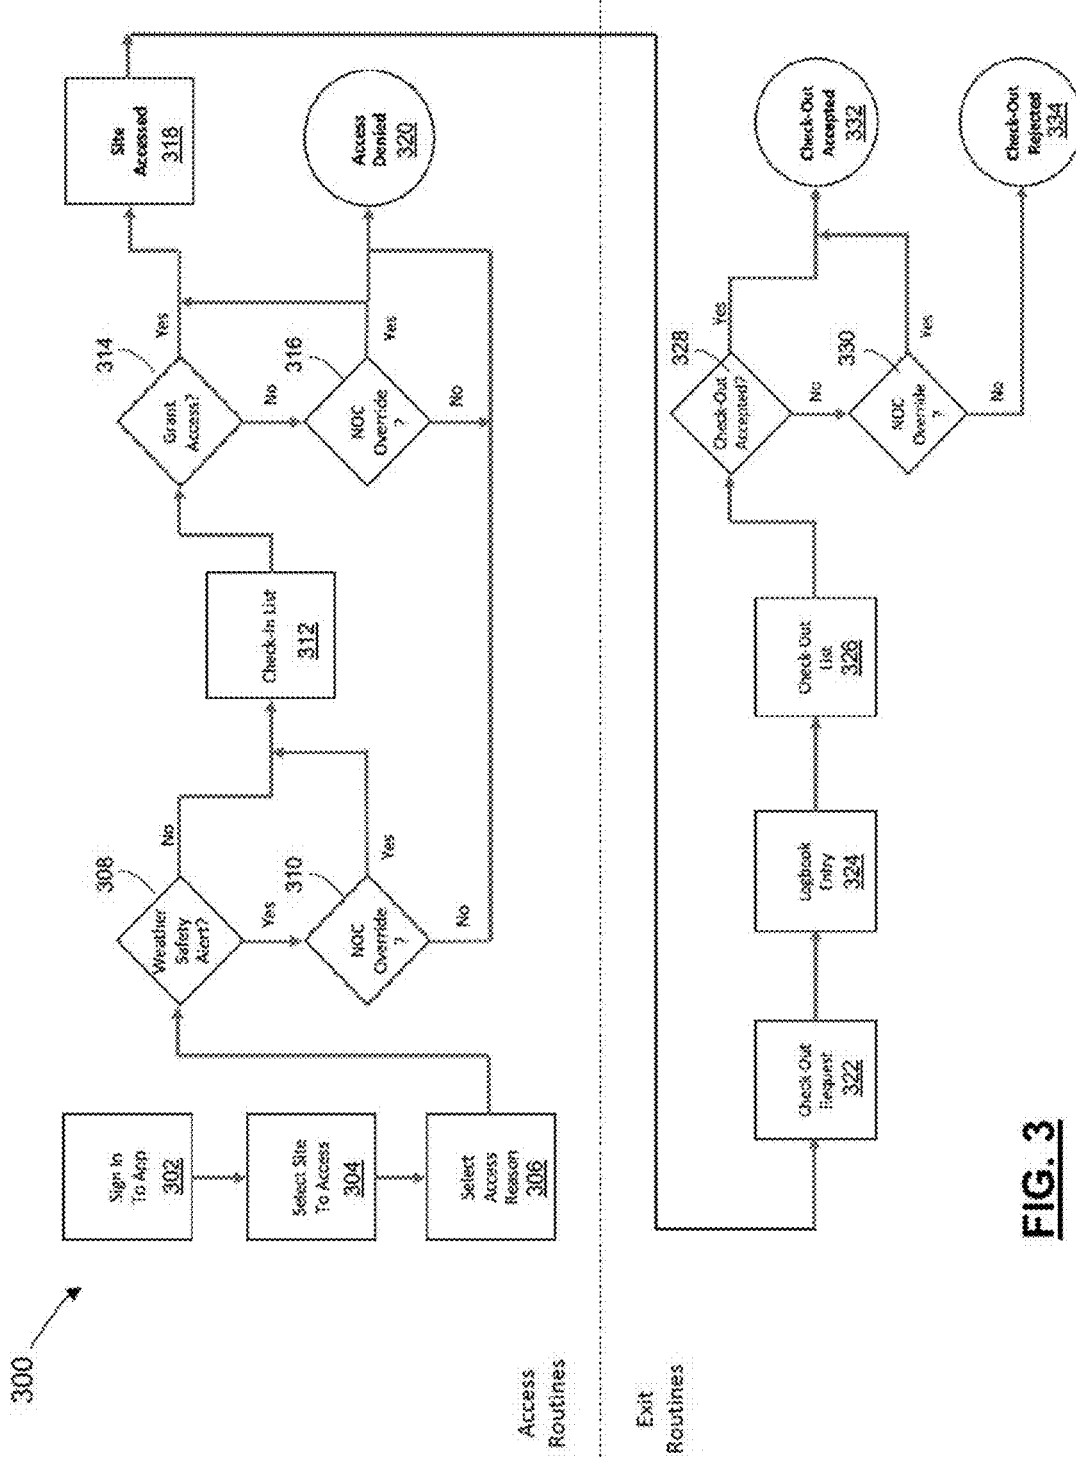 300
Sign In
To App
302
Select Site
To Access
304
Select
Access
Reason
306
Weather
Safety
Alert?
308
No
Yes
NOC
Override
?
310
Yes
No
Check-In List
312
Grant
Access?
314
Yes
No
NOC
Override
?
316
Yes
No
Site
Accessed
318
Access
Denied
320
Access
Routines
Exit
Routines
Check-Out
Request
322
Logbook
Entry
324
Check-Out
List
326
Check-Out
Accepted?
328
Yes
No
NOC
Override
?
330
Yes
No
Check-Out
Accepted
332
Check-Out
Rejected
334
FIG. 3